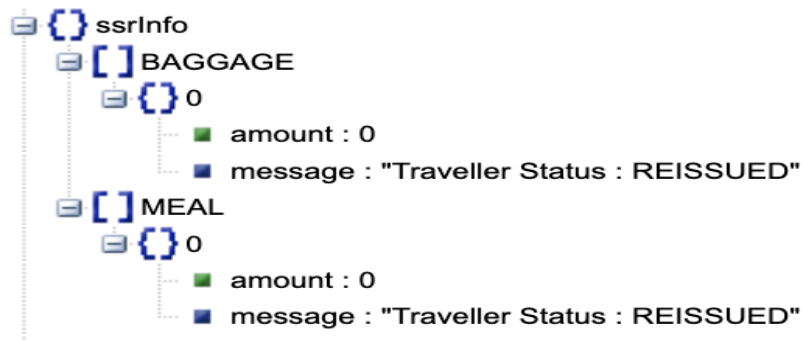 ssrInfo
BAGGAGE
0
amount : 0
message : "Traveller Status : REISSUED"
MEAL
0
amount : 0
message : "Traveller Status : REISSUED"